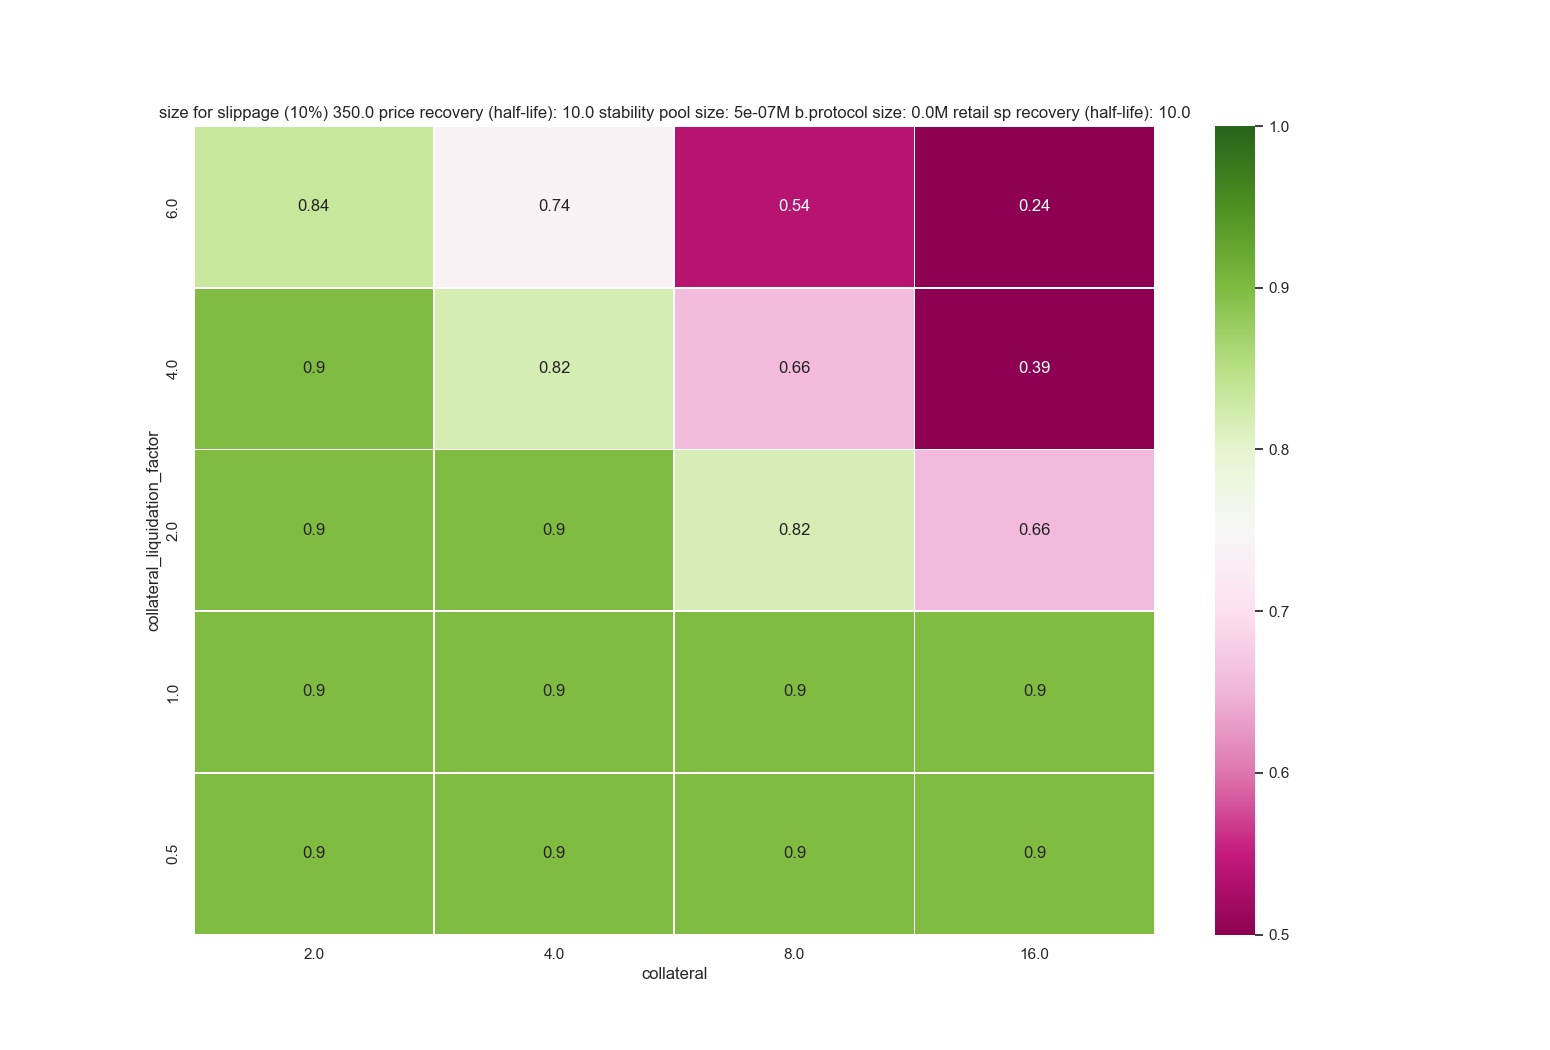 size for slippage (10%) 350.0 price recovery (half-life): 10.0 stability pool size: 5e-07M b.protocol size: 0.0M retail sp recovery (half-life): 10.0
collateral_liquidation_factor
6.0 0.84 0.74 0.54 0.24
4.0 0.9 0.82 0.66 0.39
2.0 0.9 0.9 0.82 0.66
1.0 0.9 0.9 0.9 0.9
0.5 0.9 0.9 0.9 0.9
2.0 4.0 8.0 16.0
collateral
1.0
0.9
0.8
0.7
0.6
0.5